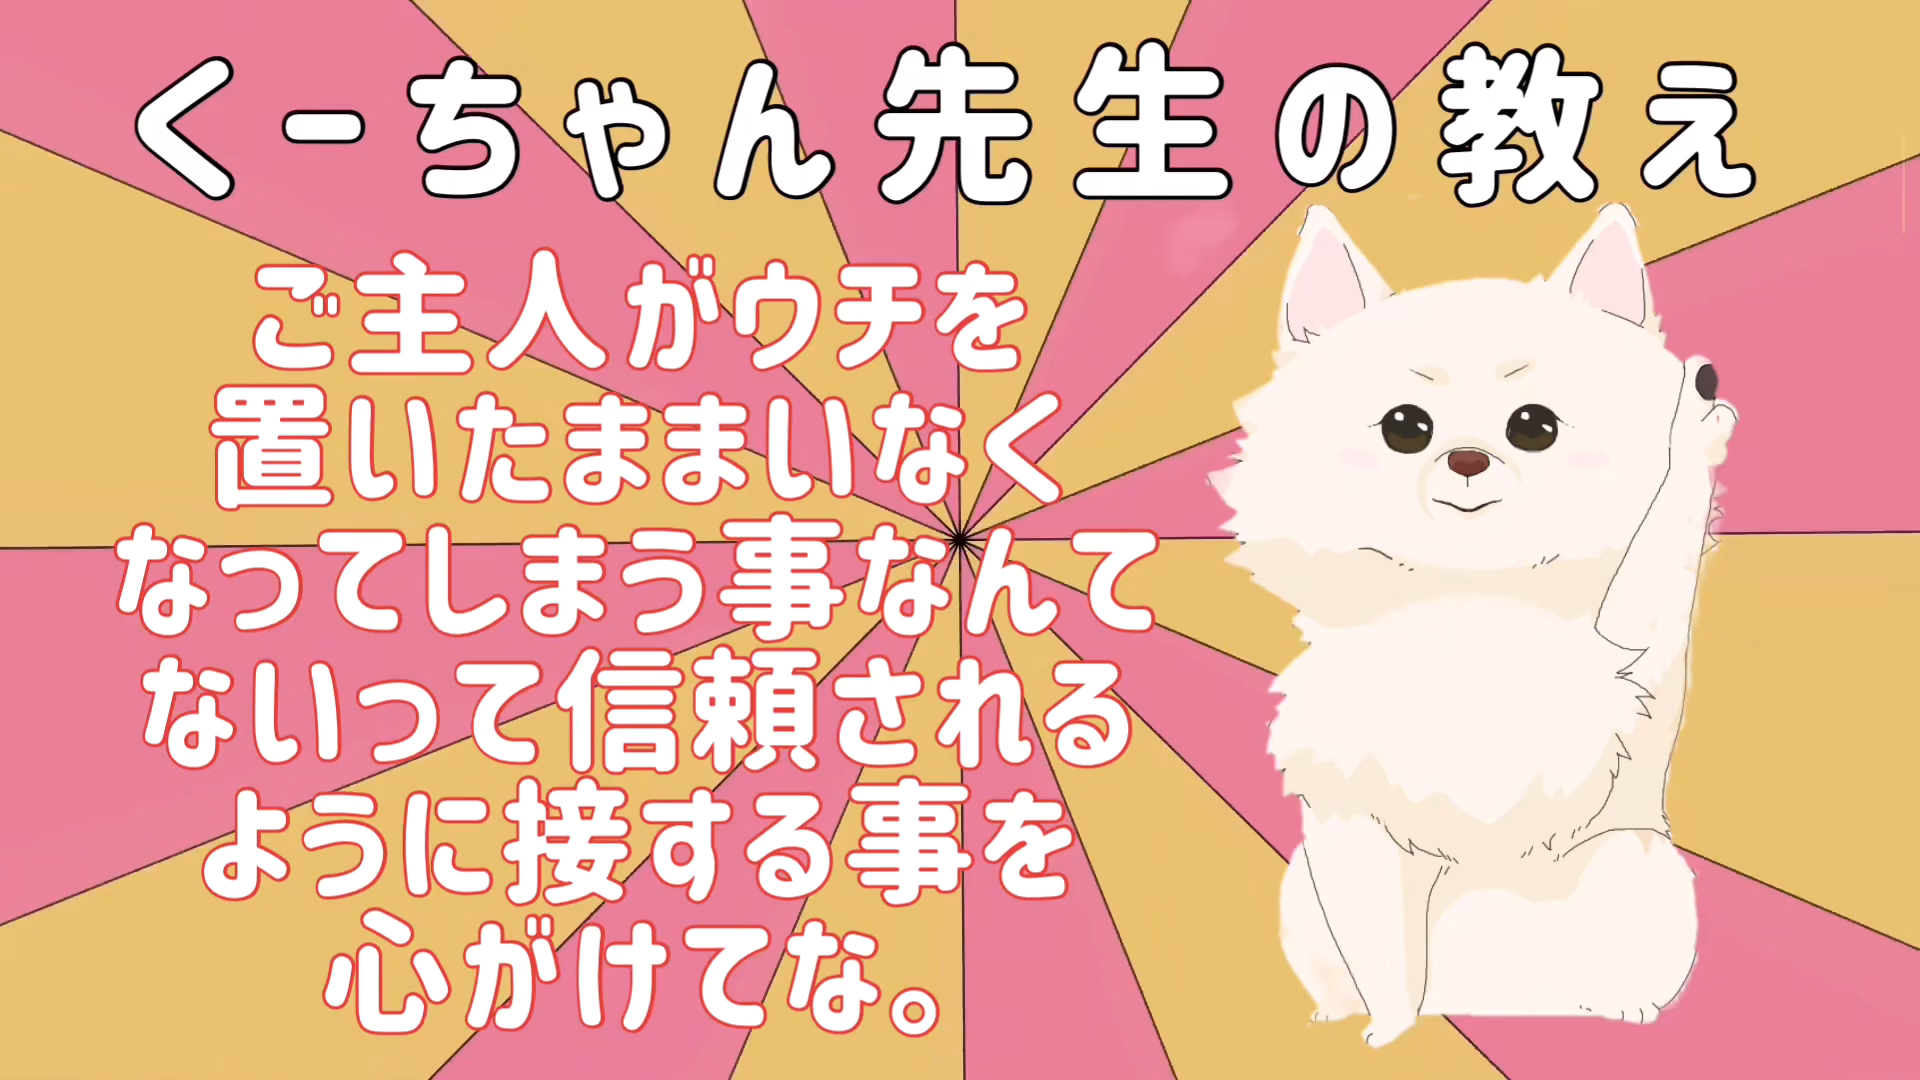 くーちゃん先生の教え
ご主人がウチを
置いたままいなく
なってしまう事なんて
ないって信頼される
ように接する事を
心がけてな。